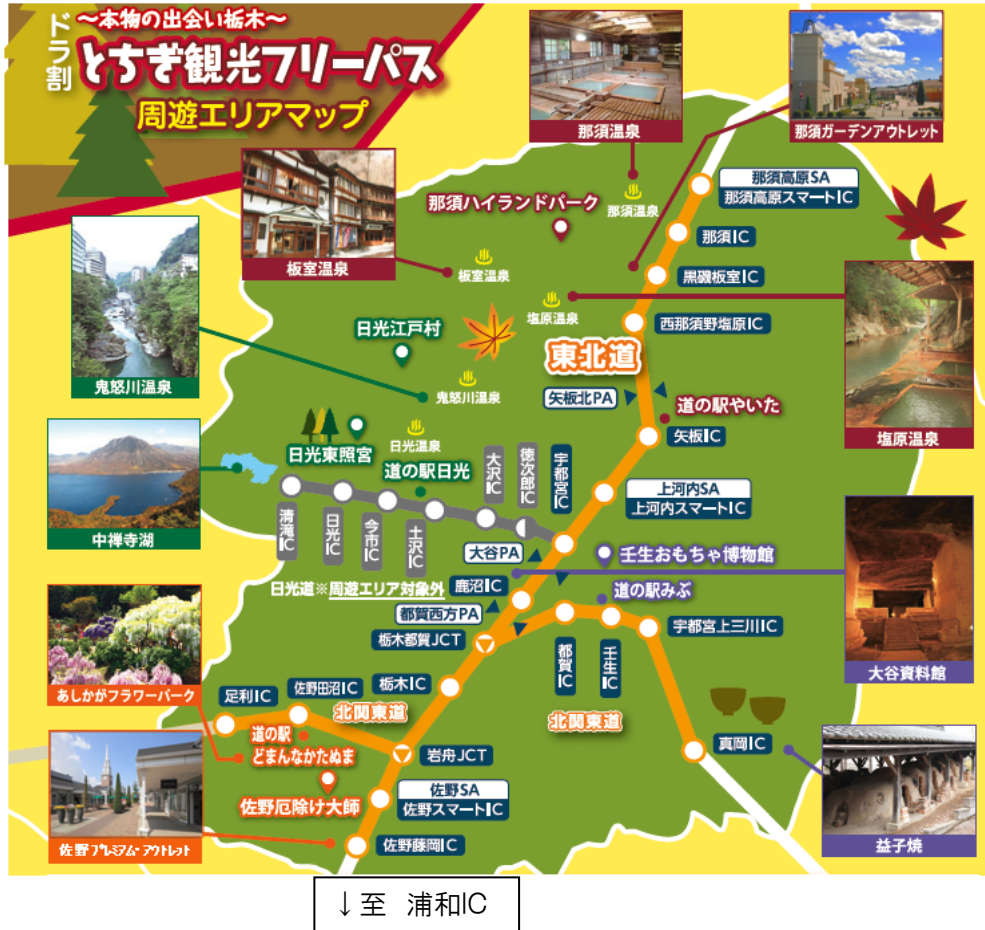 ドラ割
～本物の出会い栃木～
とちぎ観光フリーパス
周遊エリアマップ
那須温泉
那須ガーデンアウトレット
板室温泉
那須ハイランドパーク
那須温泉
那須高原SA
那須高原スマートIC
那須IC
板室温泉
黒磯板室IC
塩原温泉
西那須野塩原IC
日光江戸村
東北道
鬼怒川温泉
鬼怒川温泉
矢板北PA
道の駅やいた
矢板IC
塩原温泉
日光東照宮
日光温泉
道の駅日光
中禅寺湖
大沢IC
徳次郎IC
宇都宮IC
上河内SA
上河内スマートIC
清滝IC
日光IC
今市IC
土沢IC
大谷PA
壬生おもちゃ博物館
日光道※周遊エリア対象外
鹿沼IC
道の駅みぶ
都賀西方PA
栃木都賀JCT
都賀IC
壬生IC
宇都宮上三川IC
大谷資料館
あしかがフラワーパーク
足利IC
佐野田沼IC
栃木IC
北関東道
北関東道
道の駅
どまんなかたぬま
岩舟JCT
真岡IC
佐野厄除け大師
佐野SA
佐野スマートIC
佐野プレミアム・アウトレット
佐野藤岡IC
益子焼
↓至 浦和IC